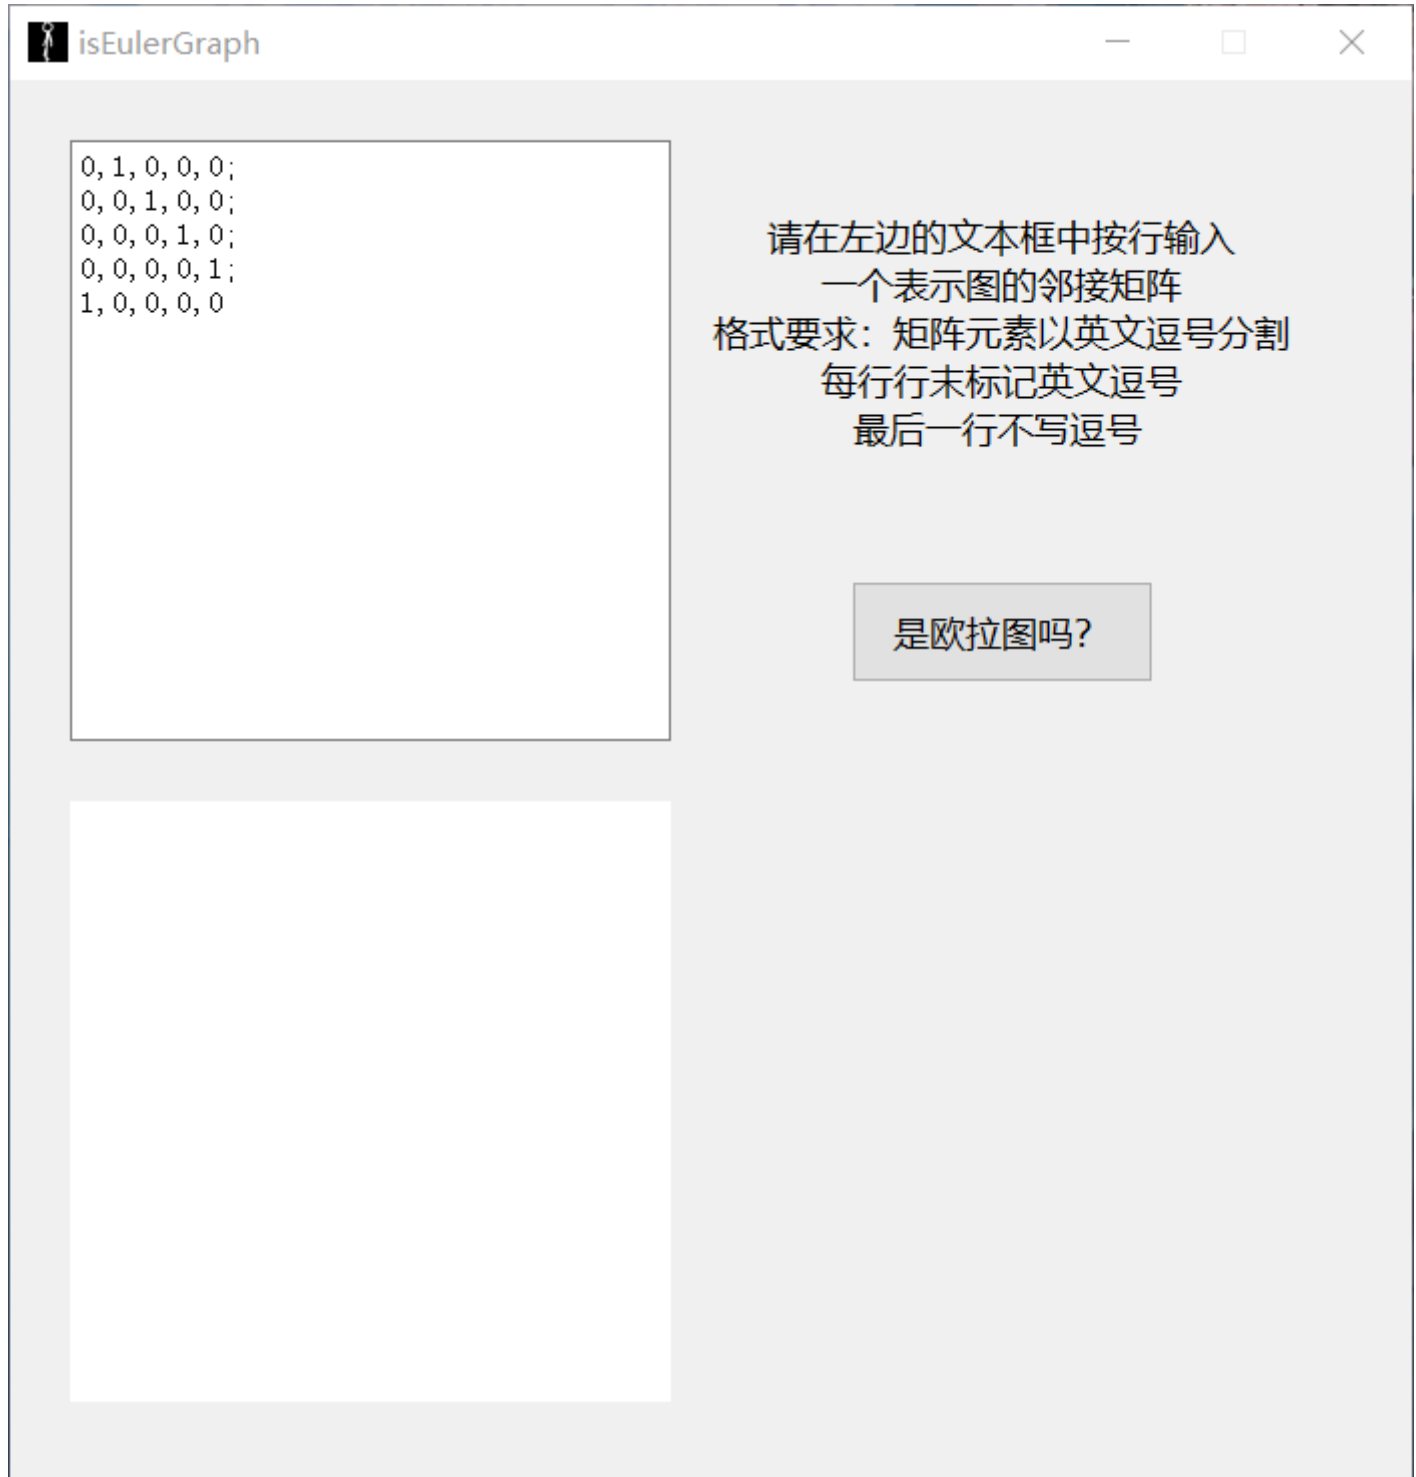 isEulerGraph
0,1,0,0,0;
0,0,1,0,0;
0,0,0,1,0;
0,0,0,0,1;
1,0,0,0,0
请在左边的文本框中按行输入
一个表示图的邻接矩阵
格式要求：矩阵元素以英文逗号分割
每行行末标记英文逗号
最后一行不写逗号
是欧拉图吗?